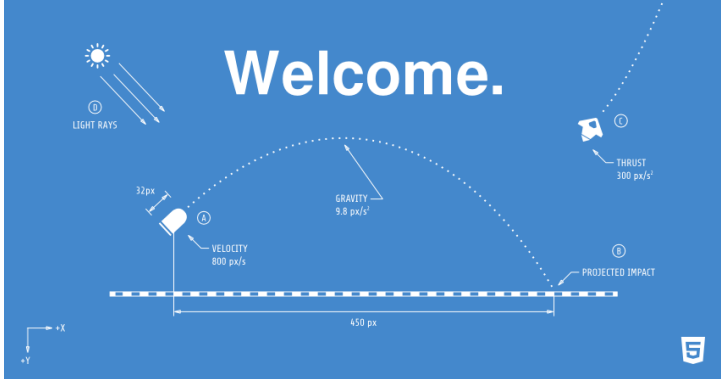 Welcome.
D
LIGHT RAYS
C
THRUST
300 px/s²
32px
A
GRAVITY
9.8 px/s²
VELOCITY
800 px/s
B
PROJECTED IMPACT
450 px
+X
+Y
5